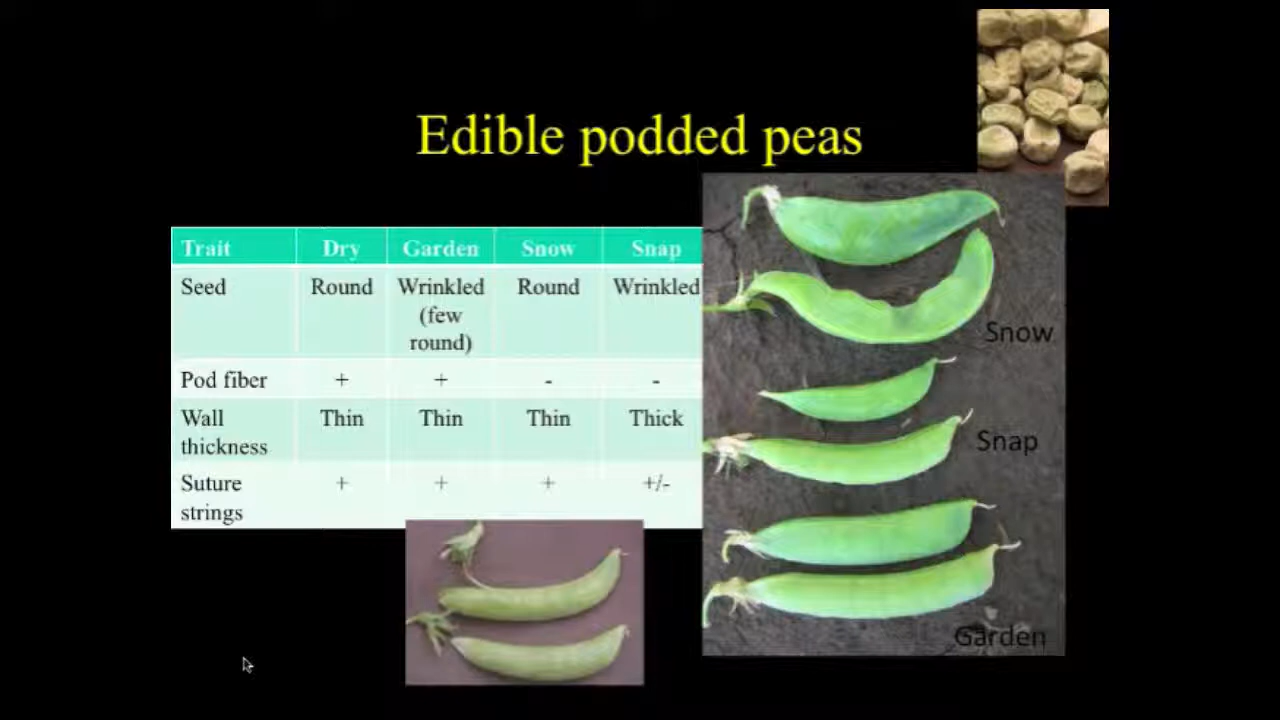 Edible podded peas
Trait Dry Garden Snow Snap
Seed Round Wrinkled Round Wrinkled
(few
round)
Pod fiber + + - -
Wall Thin Thin Thin Thick
thickness
Suture + + + +/-
strings
Snow
Snap
Garden